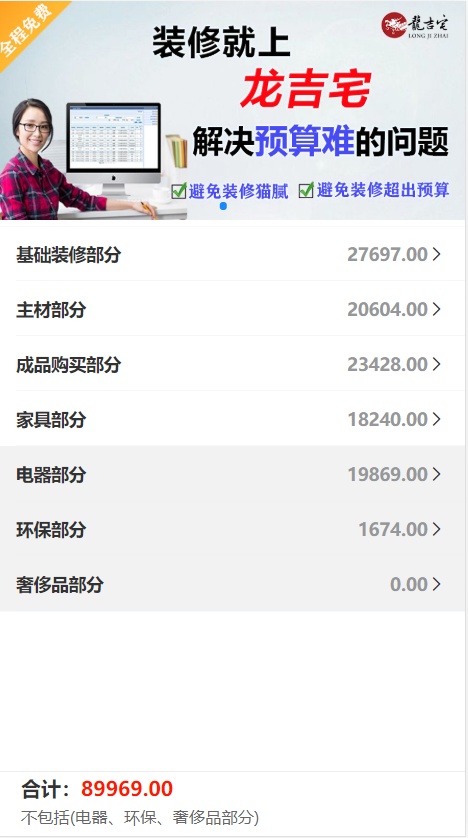 全程免费
龍吉宅
LONG JI ZHAI
装修就上
龙吉宅
解决预算难的问题
避免装修猫腻 避免装修超出预算
基础装修部分 27697.00
主材部分 20604.00
成品购买部分 23428.00
家具部分 18240.00
电器部分 19869.00
环保部分 1674.00
奢侈品部分 0.00
合计：89969.00
不包括(电器、环保、奢侈品部分)